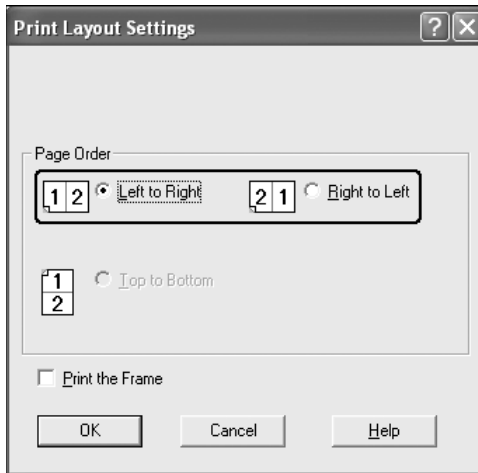 Print Layout Settings
Page Order
1 2 Left to Right 2 1 Right to Left
1
2 Top to Bottom
Print the Frame
OK Cancel Help